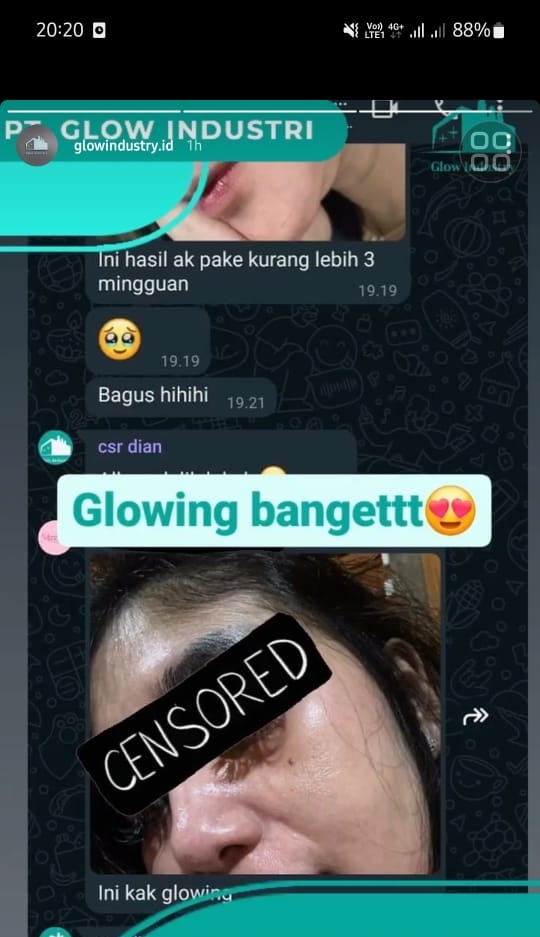 20:20
Vo))
LTE1
4G+
88%
PT. GLOW INDUSTRI
glowindustry.id 1h
Glow Industry
Ini hasil ak pake kurang lebih 3
mingguan
19.19
🥹 19.19
Bagus hihihi 19.21
csr dian
Glowing bangettt😍
CENSORED
Ini kak glowing